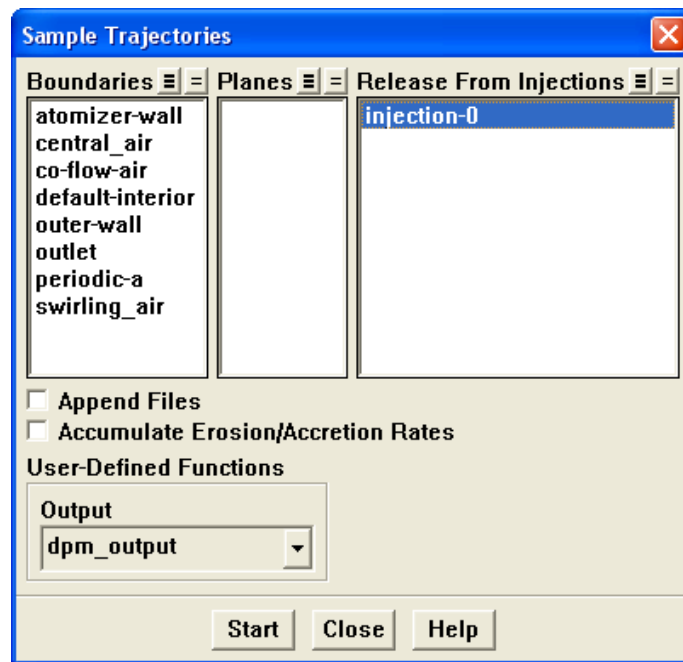 Sample Trajectories
Boundaries Planes Release From Injections
atomizer-wall
central_air
co-flow-air
default-interior
outer-wall
outlet
periodic-a
swirling_air
injection-0
Append Files
Accumulate Erosion/Accretion Rates
User-Defined Functions
Output
dpm_output
Start Close Help